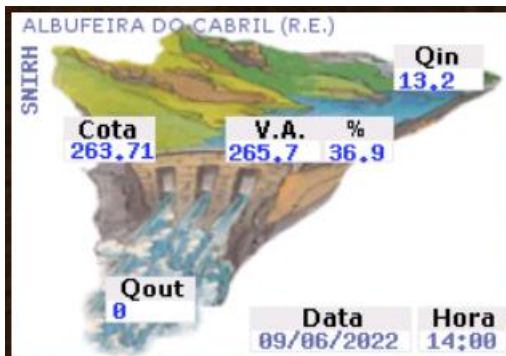 ALBUFEIRA DO CABRIL (R.E.)
SNIRH
Qin
13.2
Cota V.A. %
263.71 265.7 36.9
Qout
0
Data Hora
09/06/2022 14:00